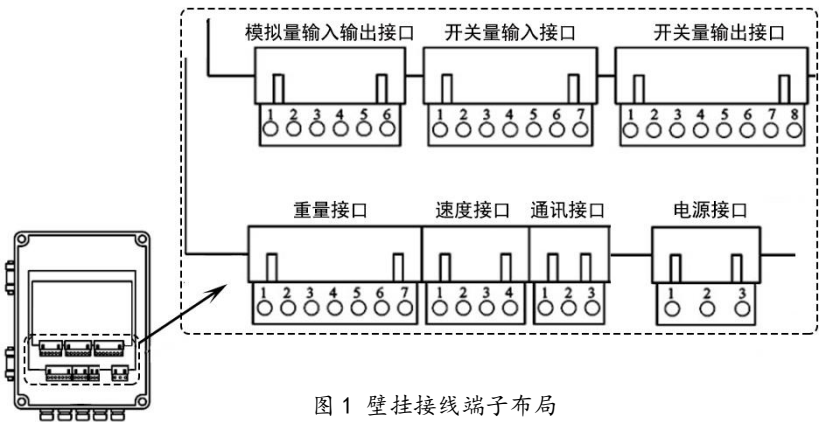 模拟量输入输出接口 开关量输入接口 开关量输出接口
1 2 3 4 5 6 1 2 3 4 5 6 7 1 2 3 4 5 6 7 8
重量接口 速度接口 通讯接口 电源接口
1 2 3 4 5 6 7 1 2 3 4 1 2 3 1 2 3
图 1 壁挂接线端子布局